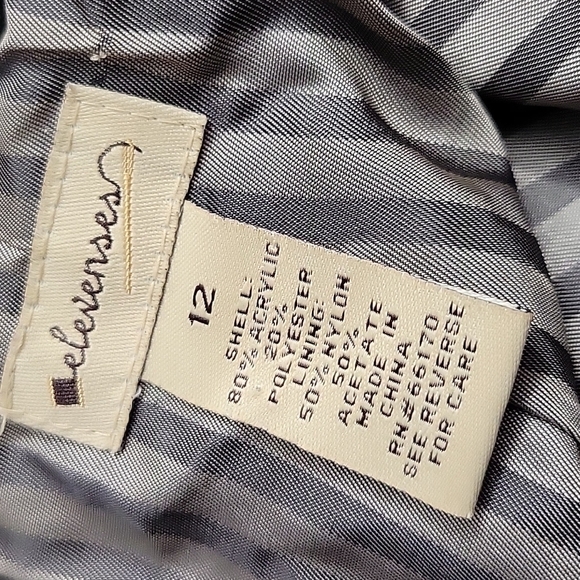 elevenses
12
SHELL:
80% ACRYLIC
20%
POLYESTER
LINING:
50% NYLON
50%
ACETATE
MADE IN
CHINA
RN#66170
SEE REVERSE
FOR CARE